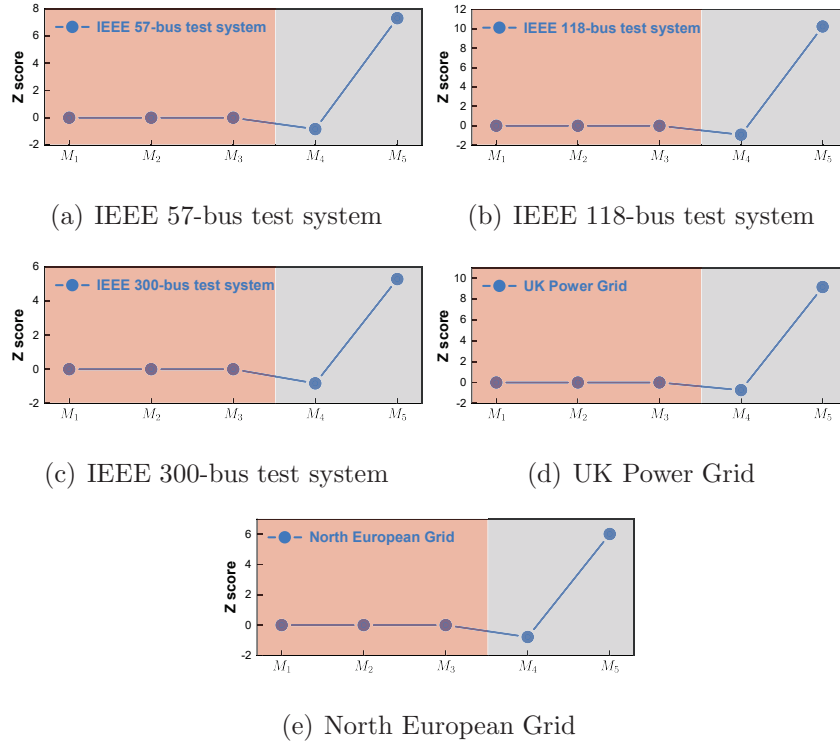 8
6
4
2
0
-2
Z score
IEEE 57-bus test system
M1 M2 M3 M4 M5
(a) IEEE 57-bus test system
12
10
8
6
4
2
0
-2
Z score
IEEE 118-bus test system
M1 M2 M3 M4 M5
(b) IEEE 118-bus test system
6
4
2
0
-2
Z score
IEEE 300-bus test system
M1 M2 M3 M4 M5
(c) IEEE 300-bus test system
10
8
6
4
2
0
-2
Z score
UK Power Grid
M1 M2 M3 M4 M5
(d) UK Power Grid
6
4
2
0
-2
Z score
North European Grid
M1 M2 M3 M4 M5
(e) North European Grid